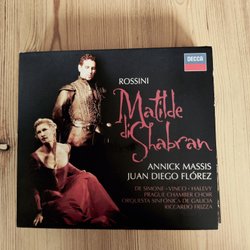 DECCA
ROSSINI
Matilde
di Shabran
ANNICK MASSIS
JUAN DIEGO FLÓREZ
DE SIMONE · VINCO · HALEVY
PRAGUE CHAMBER CHOIR
ORQUESTA SINFÓNICA DE GALICIA
RICCARDO FRIZZA